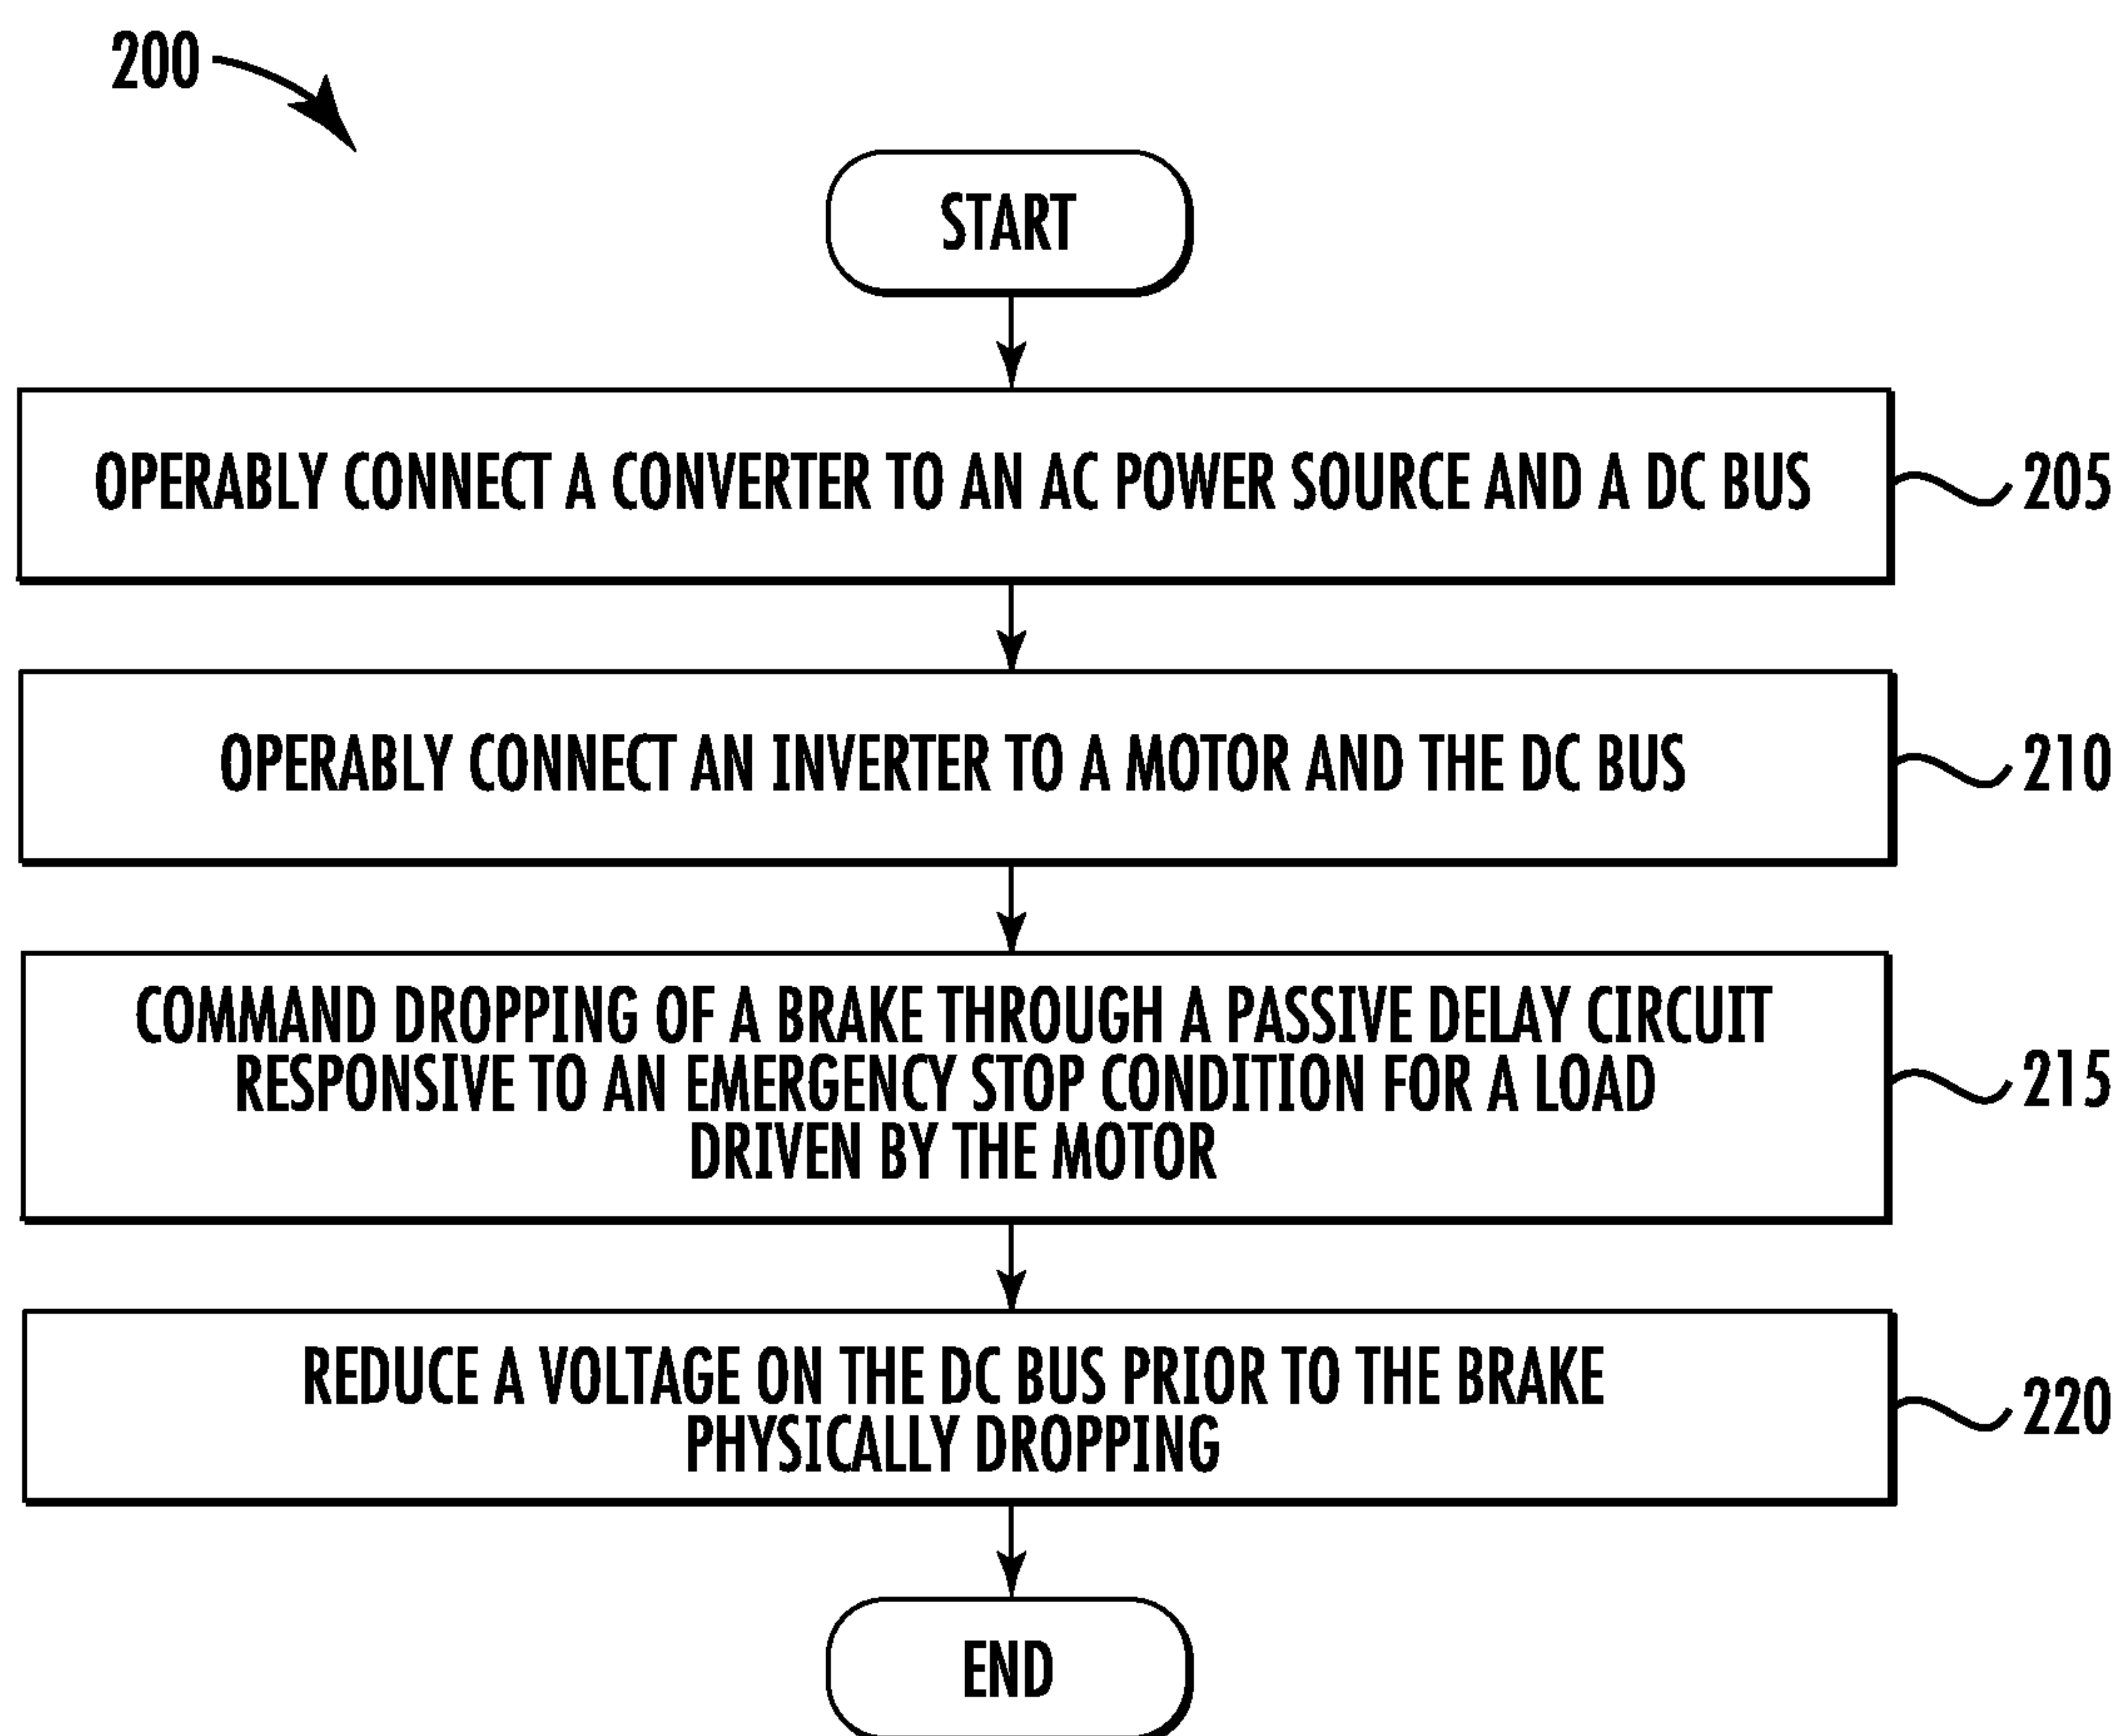 200
START
OPERABLY CONNECT A CONVERTER TO AN AC POWER SOURCE AND A DC BUS
205
OPERABLY CONNECT AN INVERTER TO A MOTOR AND THE DC BUS
210
COMMAND DROPPING OF A BRAKE THROUGH A PASSIVE DELAY CIRCUIT
RESPONSIVE TO AN EMERGENCY STOP CONDITION FOR A LOAD
DRIVEN BY THE MOTOR
215
REDUCE A VOLTAGE ON THE DC BUS PRIOR TO THE BRAKE
PHYSICALLY DROPPING
220
END